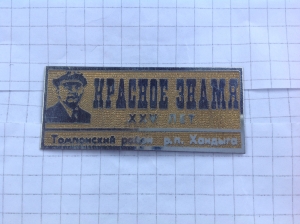 КРАСНОЕ ЗНАМЯ
XXV ЛЕТ
Томпонский район р.п. Хандыга